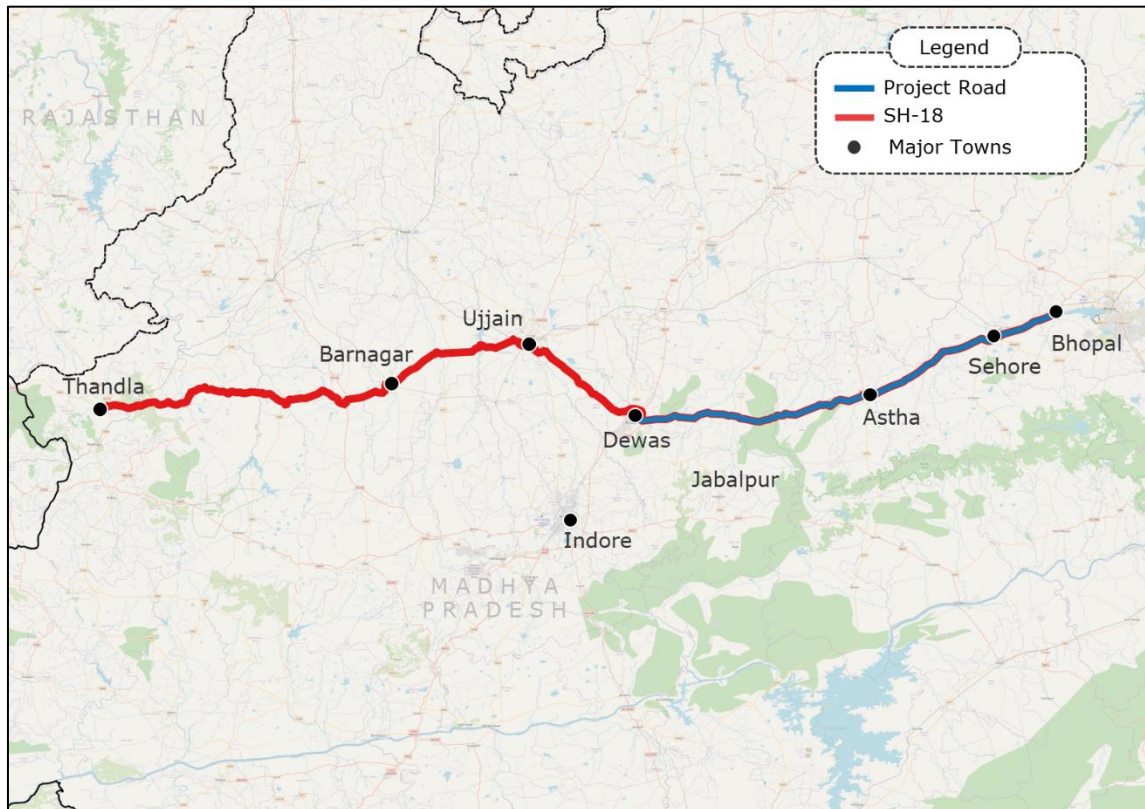 Legend
Project Road
SH-18
Major Towns
RAJASTHAN
Ujjain
Barnagar
Thandla
Bhopal
Sehore
Astha
Dewas
Jabalpur
Indore
MADHYA
PRADESH